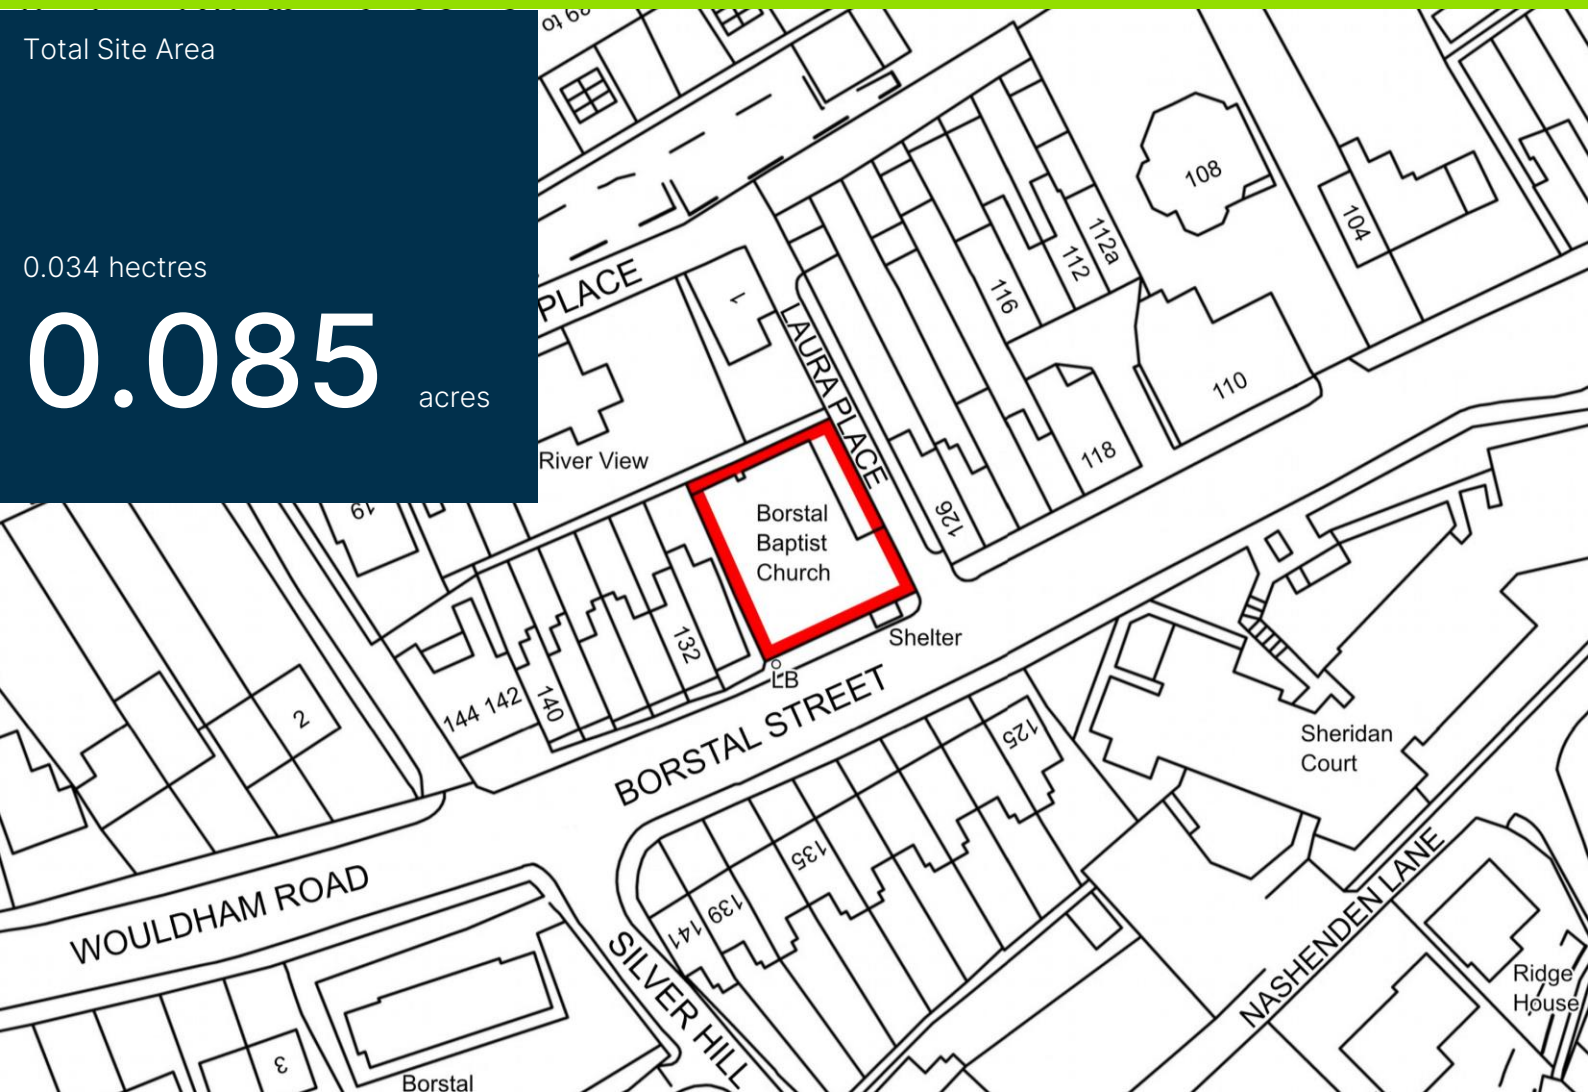 Total Site Area
0.034 hectres
0.085 acres
PLACE
1
LAURA PLACE
108
104
112a
112
116
110
118
126
River View
19
Borstal
Baptist
Church
Shelter
LB
132
140
144 142
2
BORSTAL STREET
125
135
139
141
Sheridan
Court
WOULDHAM ROAD
SILVER HILL
NASHENDEN LANE
Ridge
House
3
Borstal